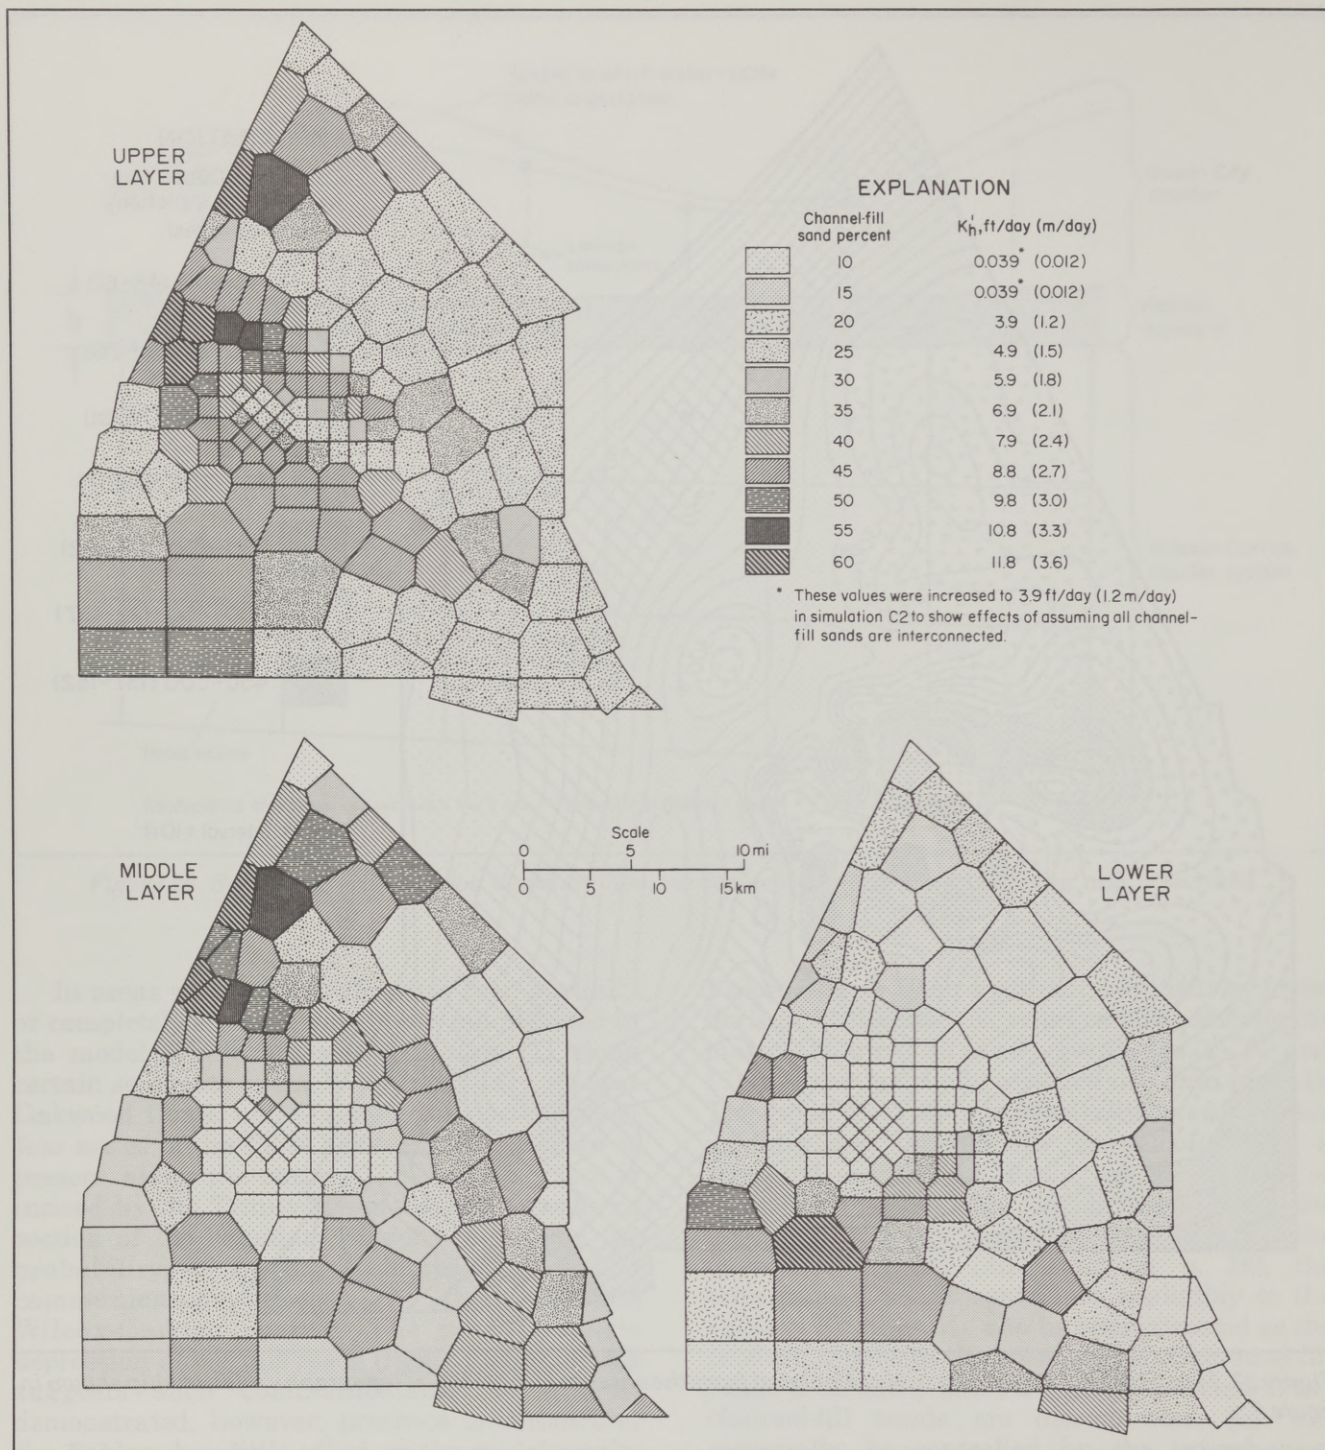 UPPER
LAYER
EXPLANATION
Channel-fill
sand percent
K'h, ft/day (m/day)
10 0.039* (0.012)
15 0.039* (0.012)
20 3.9 (1.2)
25 4.9 (1.5)
30 5.9 (1.8)
35 6.9 (2.1)
40 7.9 (2.4)
45 8.8 (2.7)
50 9.8 (3.0)
55 10.8 (3.3)
60 11.8 (3.6)
* These values were increased to 3.9 ft/day (1.2 m/day)
in simulation C2 to show effects of assuming all channel-
fill sands are interconnected.
MIDDLE
LAYER
Scale
0 5 10 mi
0 5 10 15 km
LOWER
LAYER